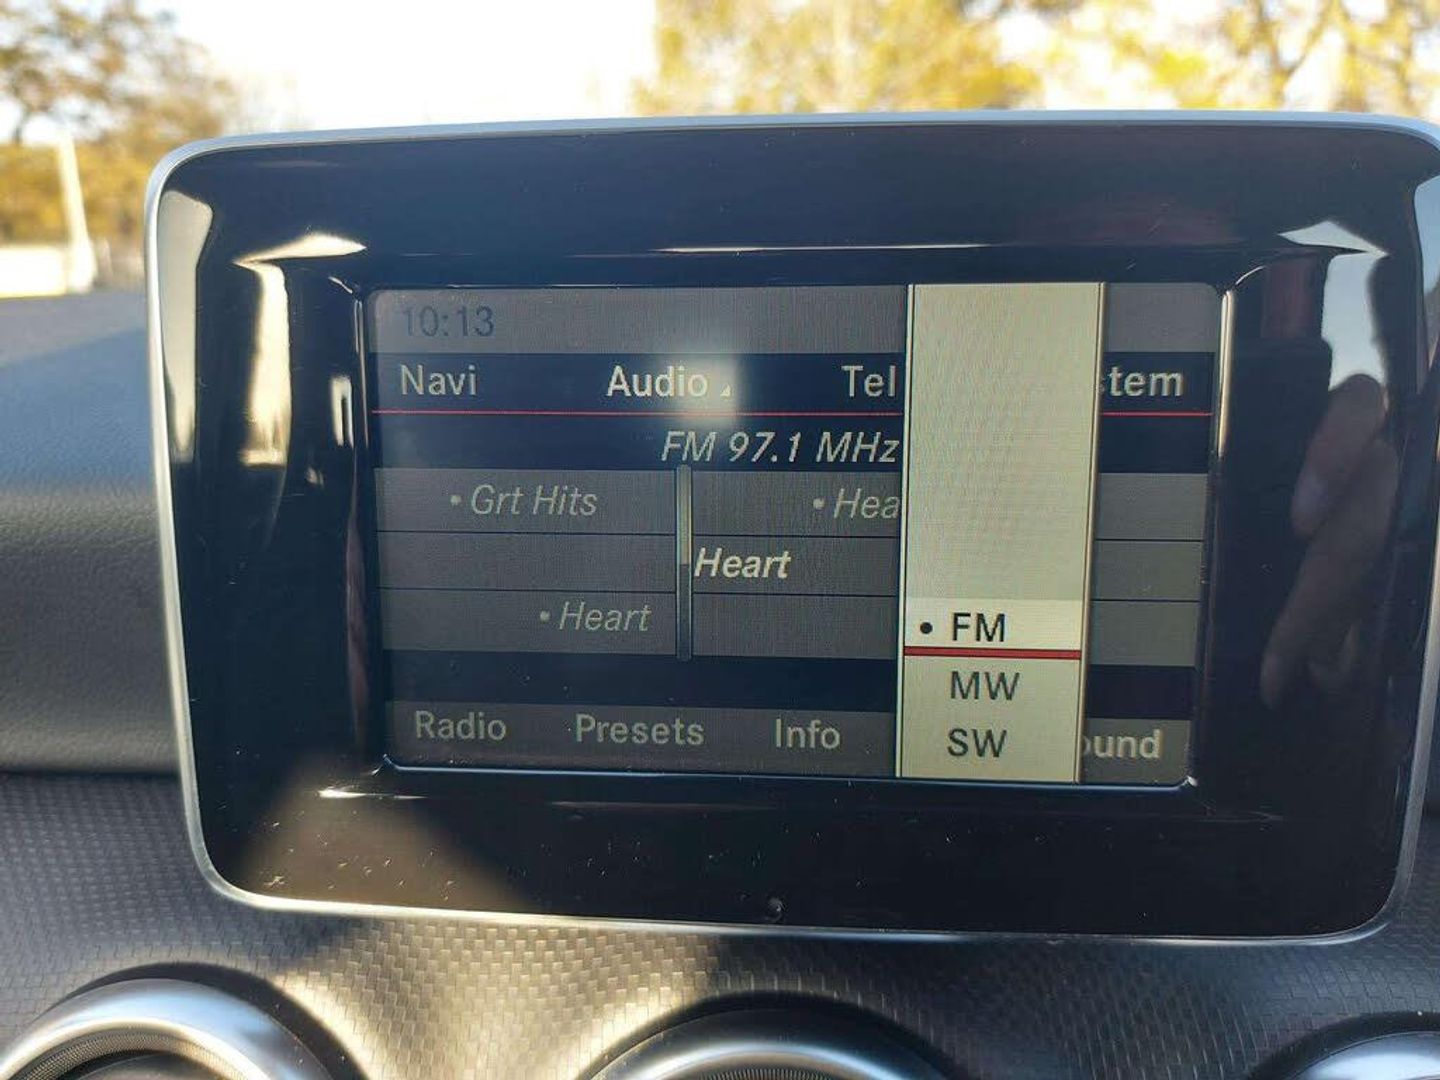 10:13
Navi Audio Tel tem
FM 97.1 MHz
• Grt Hits • Hea
Heart
• Heart
• FM
MW
SW
Radio Presets Info ound